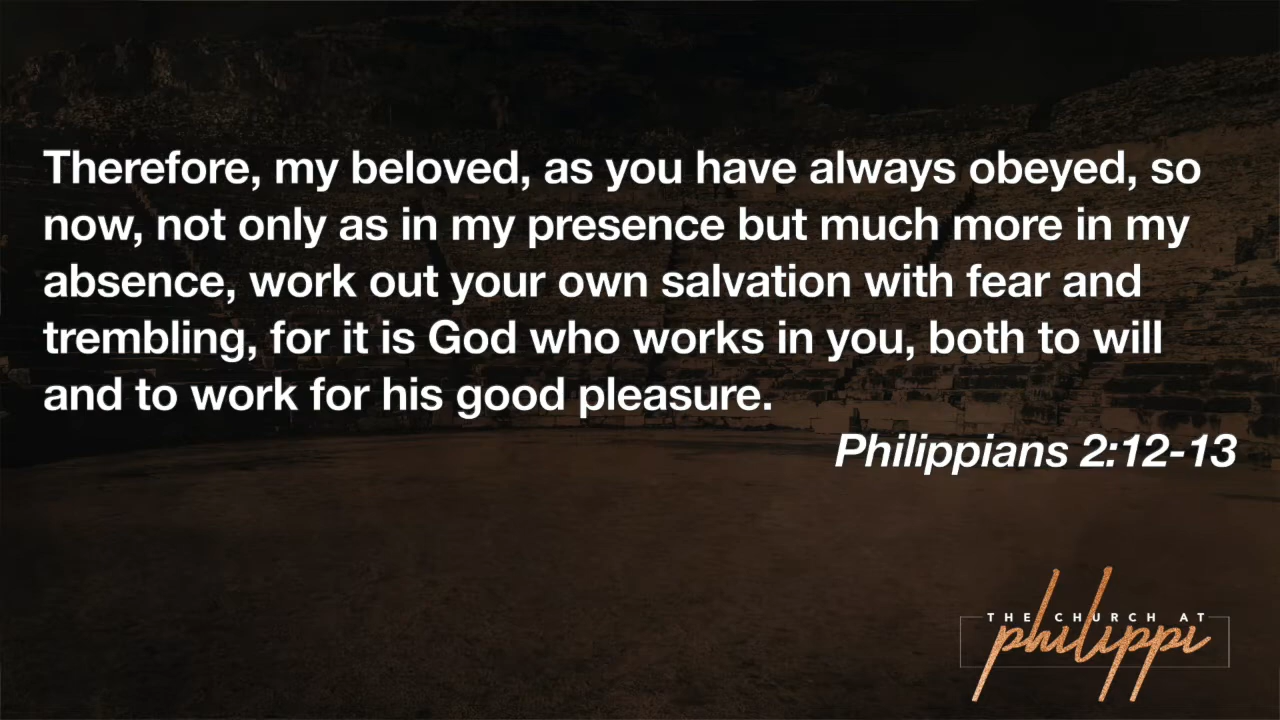 Therefore, my beloved, as you have always obeyed, so
now, not only as in my presence but much more in my
absence, work out your own salvation with fear and
trembling, for it is God who works in you, both to will
and to work for his good pleasure.
Philippians 2:12-13
THE CHURCH AT
philippi